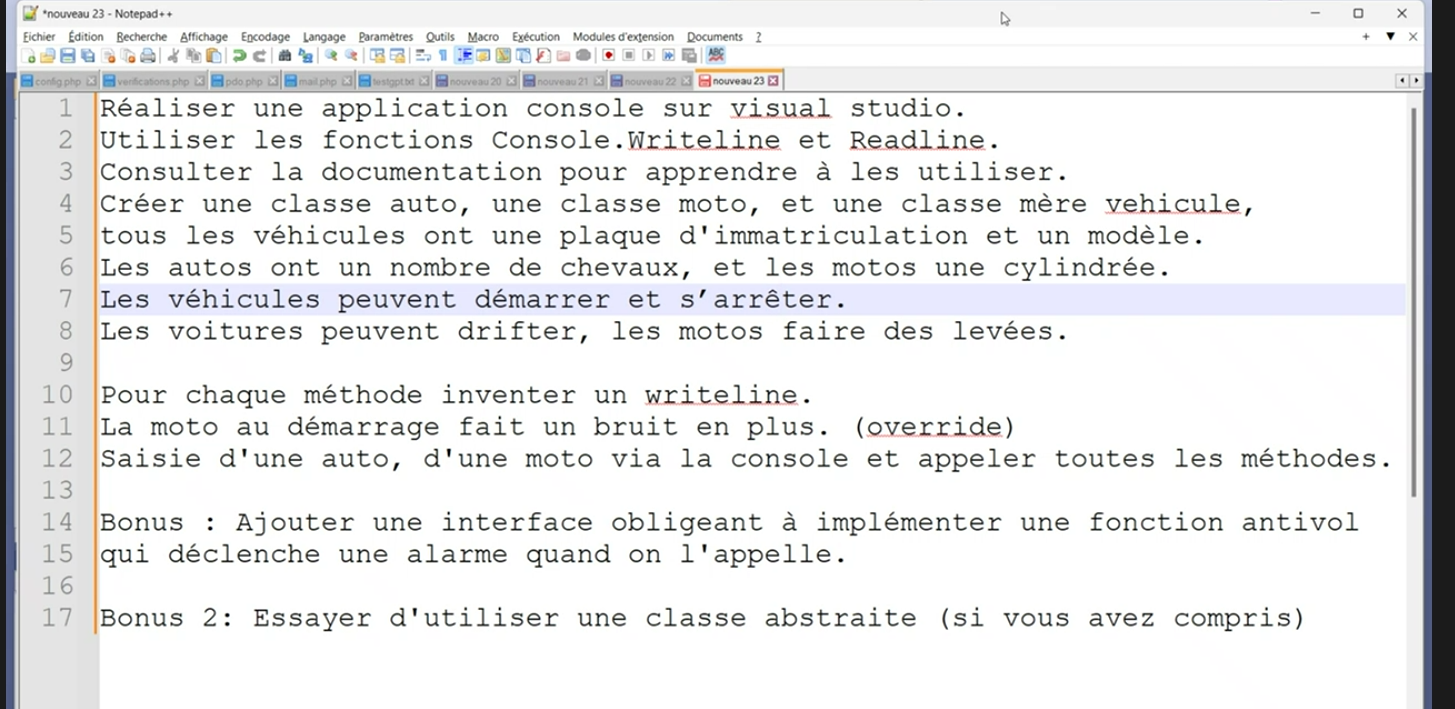 *nouveau 23 - Notepad++
Fichier Édition Recherche Affichage Encodage Langage Paramètres Outils Macro Exécution Modules d'extension Documents ?
config.php verifications.php pdo.php mail.php testgpt.txt nouveau 20 nouveau 21 nouveau 22 nouveau 23
1 Réaliser une application console sur visual studio.
2 Utiliser les fonctions Console.Writeline et Readline.
3 Consulter la documentation pour apprendre à les utiliser.
4 Créer une classe auto, une classe moto, et une classe mère vehicule,
5 tous les véhicules ont une plaque d'immatriculation et un modèle.
6 Les autos ont un nombre de chevaux, et les motos une cylindrée.
7 Les véhicules peuvent démarrer et s’arrêter.
8 Les voitures peuvent drifter, les motos faire des levées.
9
10 Pour chaque méthode inventer un writeline.
11 La moto au démarrage fait un bruit en plus. (override)
12 Saisie d'une auto, d'une moto via la console et appeler toutes les méthodes.
13
14 Bonus : Ajouter une interface obligeant à implémenter une fonction antivol
15 qui déclenche une alarme quand on l'appelle.
16
17 Bonus 2: Essayer d'utiliser une classe abstraite (si vous avez compris)